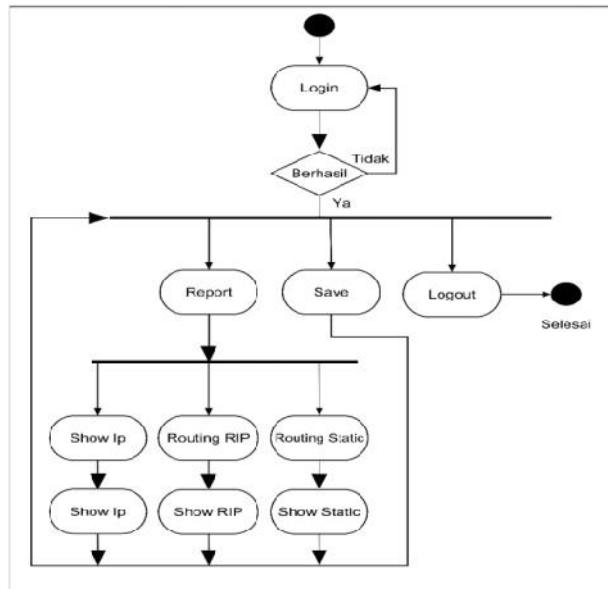 Login
Tidak
Berhasil
Ya
Report
Save
Logout
Selesai
Show Ip
Routing RIP
Routing Static
Show Ip
Show RIP
Show Static